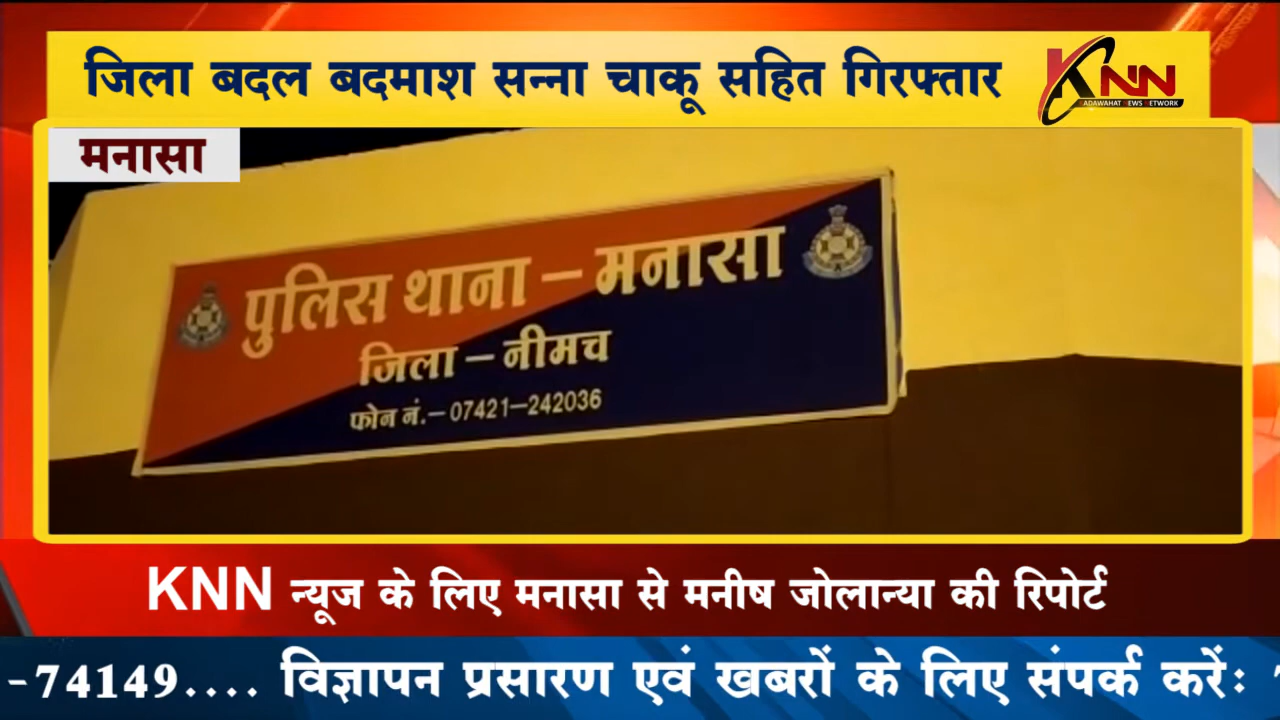 जिला बदल बदमाश सन्ना चाकू सहित गिरफ्तार
KNN
KADAWAHAT NEWS NETWORK
मनासा
पुलिस थाना – मनासा
जिला – नीमच
फोन नं.– 07421–242036
KNN न्यूज के लिए मनासा से मनीष जोलान्या की रिपोर्ट
-74149.... विज्ञापन प्रसारण एवं खबरों के लिए संपर्क करेंः